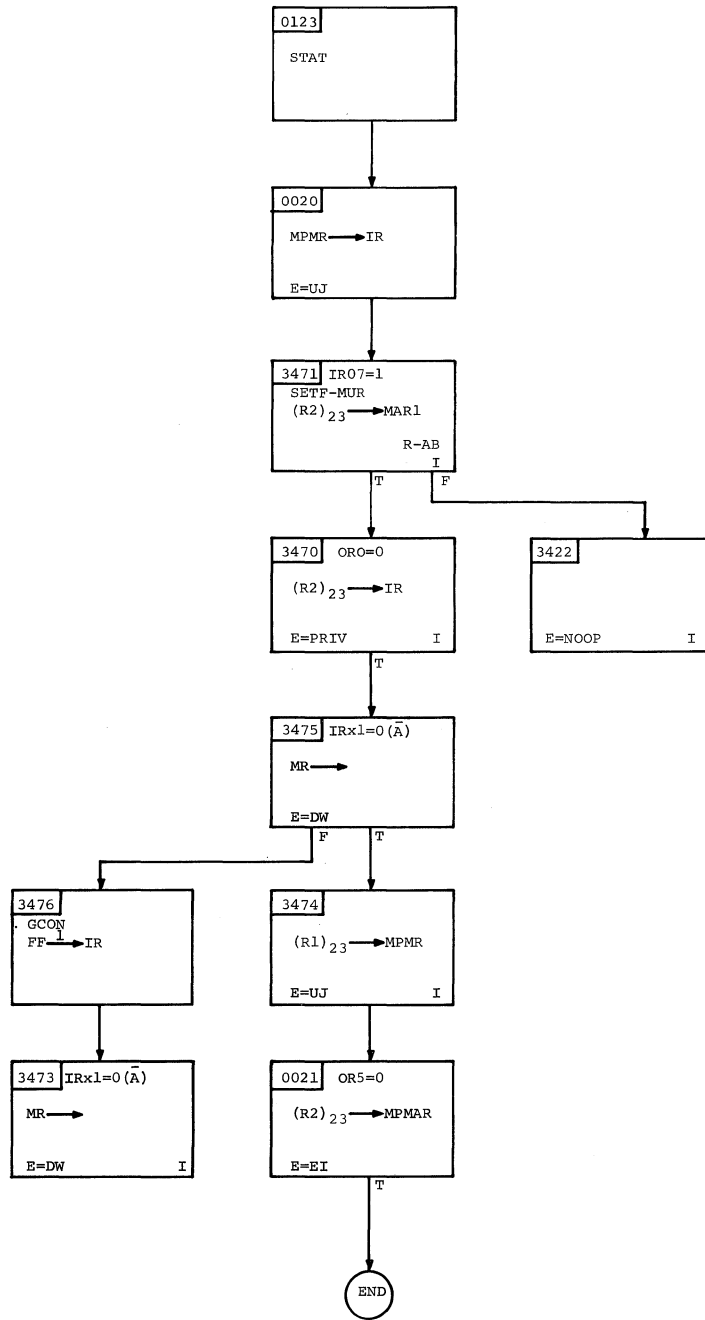 0123
STAT
0020
MPMR → IR
E=UJ
3471 IR07=1
SETF-MUR
(R2)23 → MAR1
R-AB
I
T F
3470 OR0=0
(R2)23 → IR
E=PRIV I
T
3422
E=NOOP I
3475 IRx1=0(Ā)
MR →
E=DW
F T
3476
GCON
FF 1 → IR
3474
(R1)23 → MPMR
E=UJ I
3473 IRx1=0(Ā)
MR →
E=DW I
0021 OR5=0
(R2)23 → MPMAR
E=EI
T
END